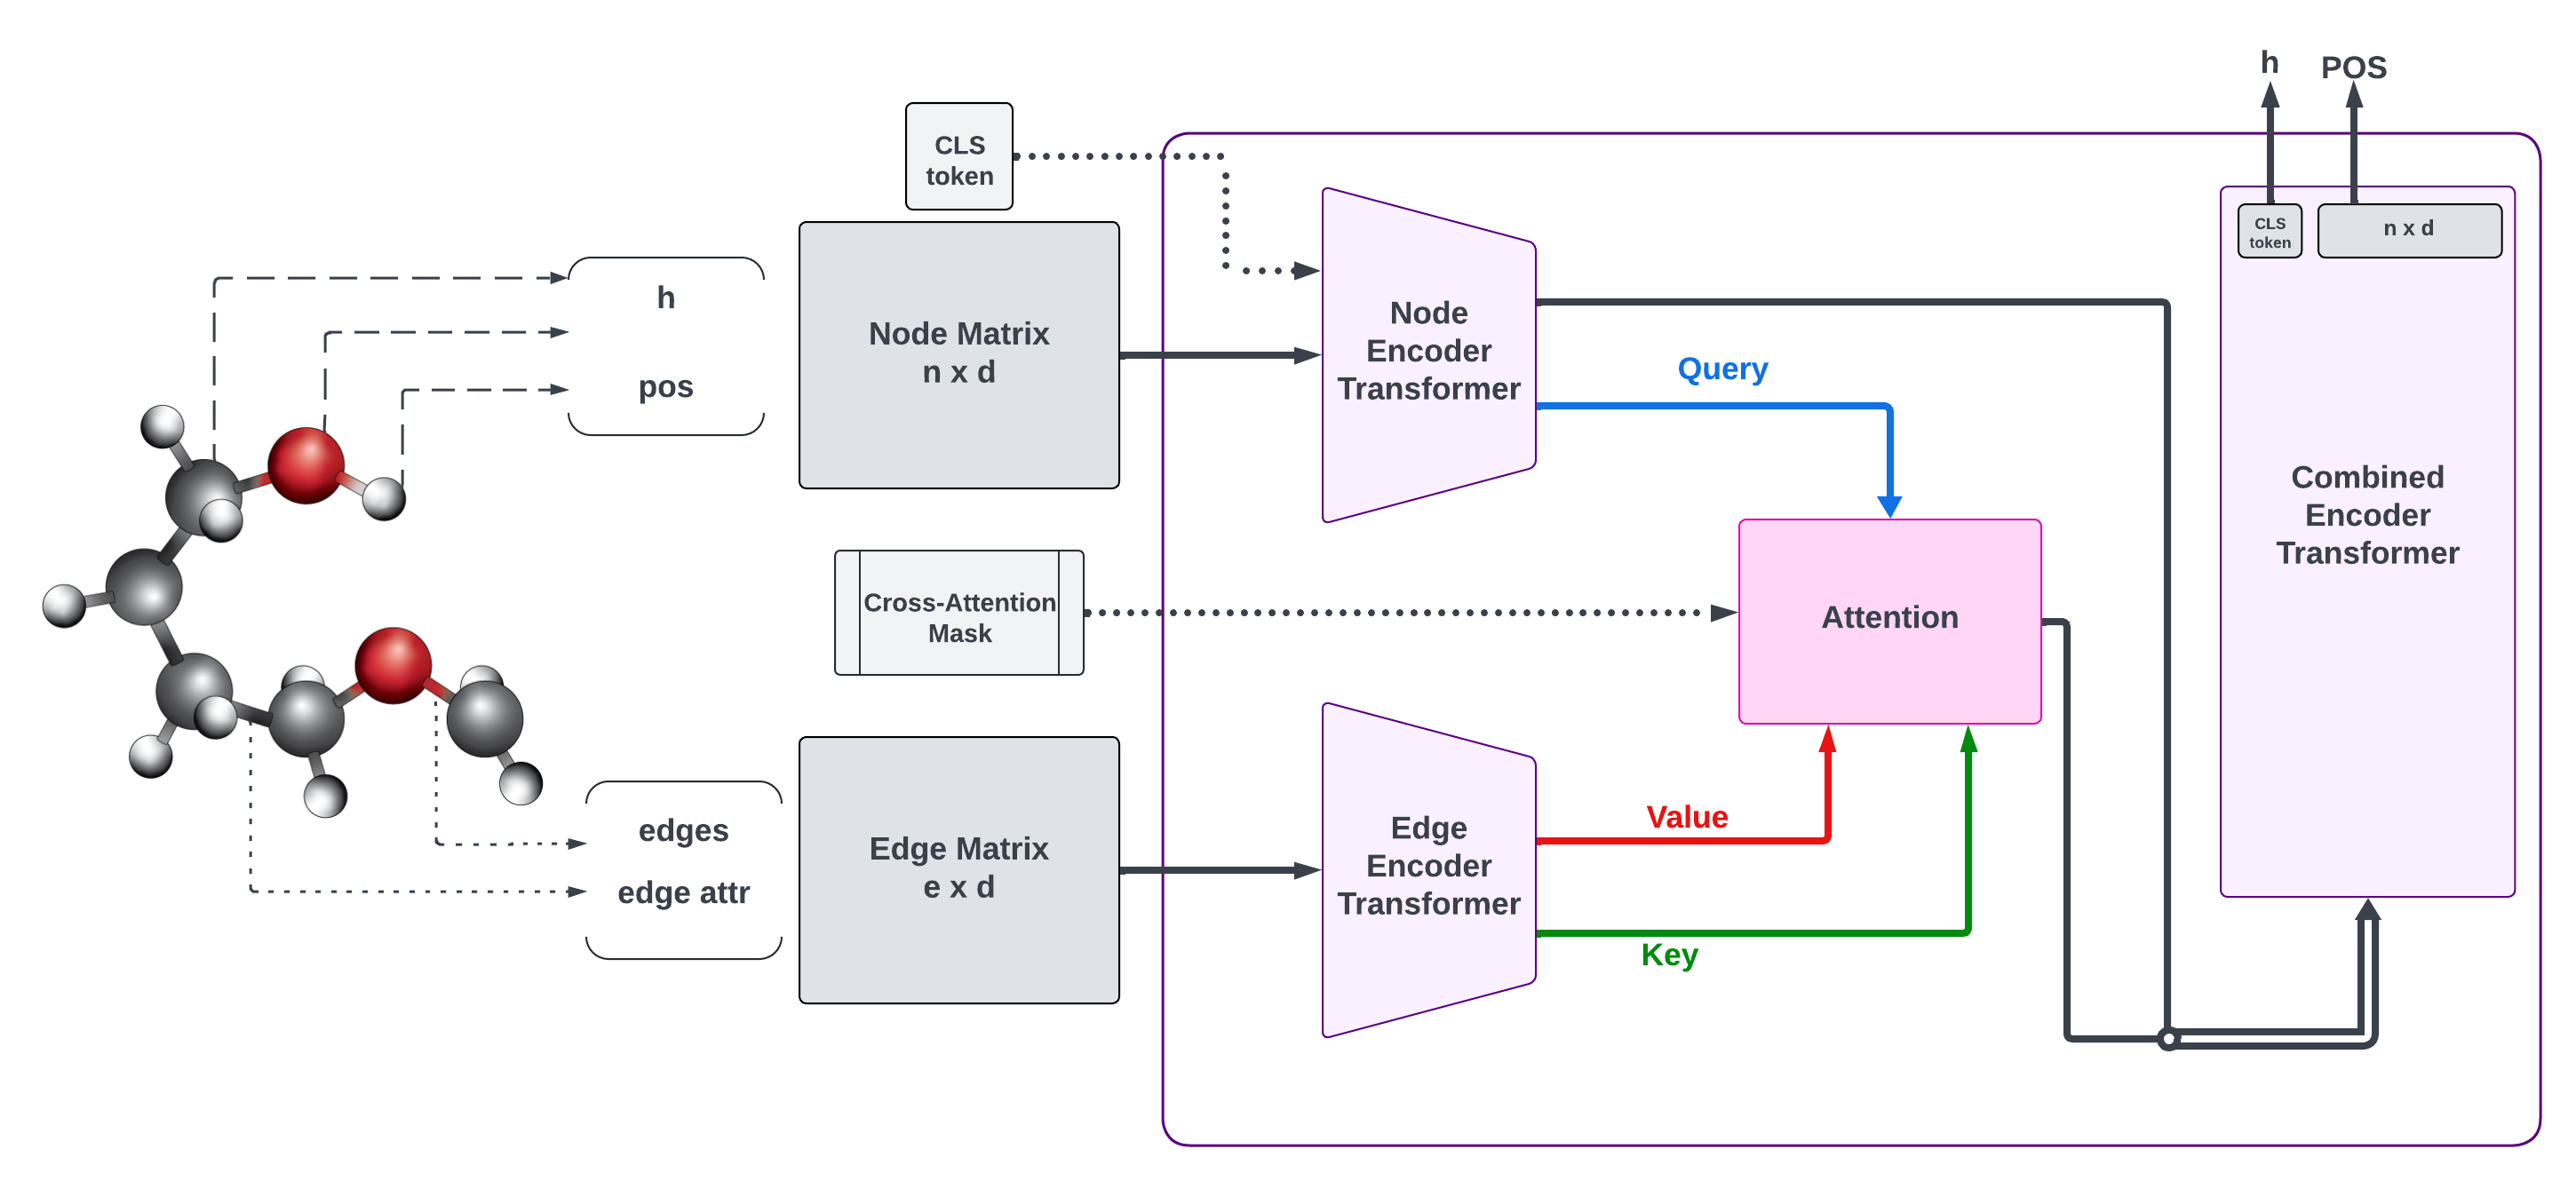 h
POS
CLS
token
CLS
token
n x d
h
pos
Node Matrix
n x d
Node
Encoder
Transformer
Query
Combined
Encoder
Transformer
Cross-Attention
Mask
Attention
edges
edge attr
Edge Matrix
e x d
Edge
Encoder
Transformer
Value
Key